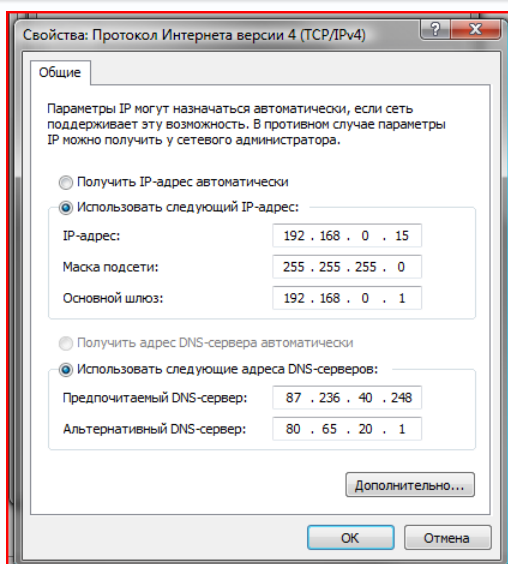 Свойства: Протокол Интернета версии 4 (TCP/IPv4)
Общие
Параметры IP могут назначаться автоматически, если сеть
поддерживает эту возможность. В противном случае параметры
IP можно получить у сетевого администратора.
Получить IP-адрес автоматически
Использовать следующий IP-адрес:
IP-адрес: 192 . 168 . 0 . 15
Маска подсети: 255 . 255 . 255 . 0
Основной шлюз: 192 . 168 . 0 . 1
Получить адрес DNS-сервера автоматически
Использовать следующие адреса DNS-серверов:
Предпочитаемый DNS-сервер: 87 . 236 . 40 . 248
Альтернативный DNS-сервер: 80 . 65 . 20 . 1
Дополнительно...
ОК Отмена